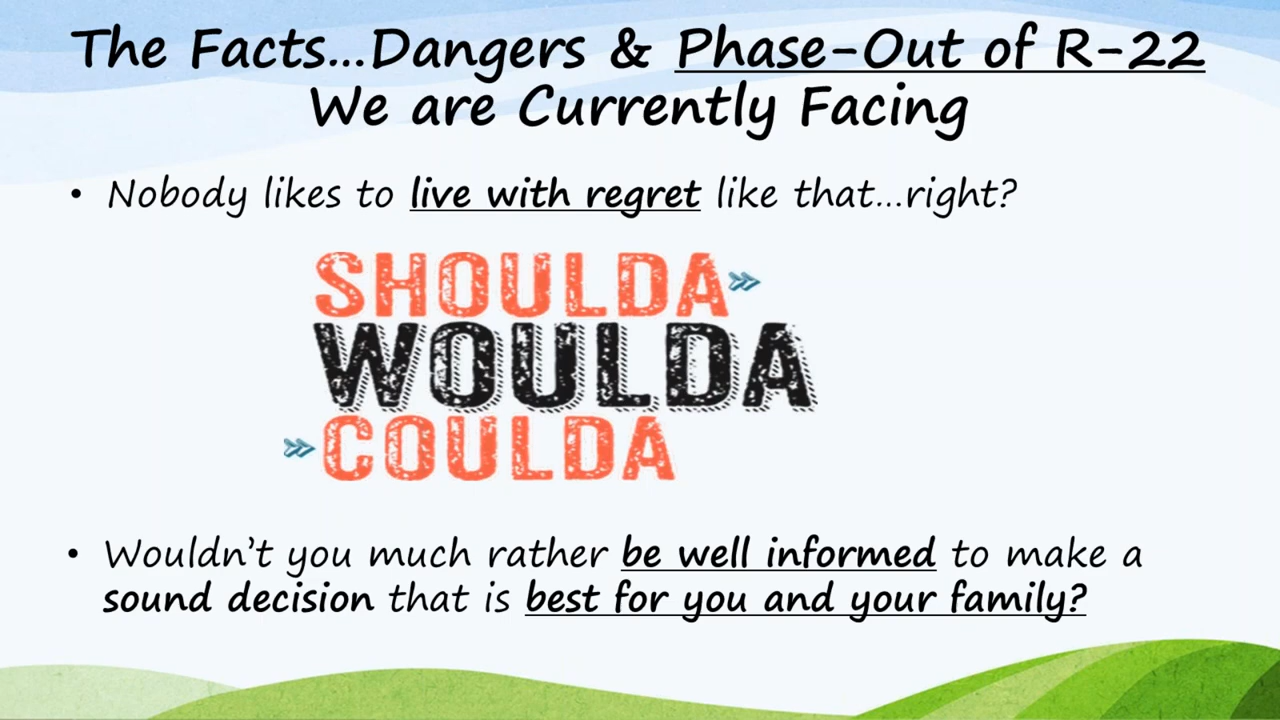 The Facts...Dangers & Phase-Out of R-22
We are Currently Facing
• Nobody likes to live with regret like that...right?
SHOULDA
WOULDA
COULDA
• Wouldn't you much rather be well informed to make a
sound decision that is best for you and your family?